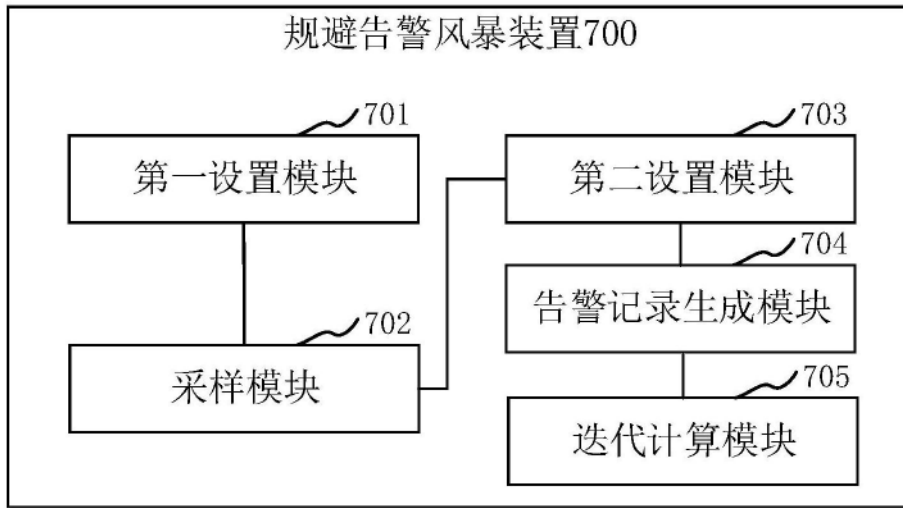 规避告警风暴装置700
701
第一设置模块
702
采样模块
703
第二设置模块
704
告警记录生成模块
705
迭代计算模块